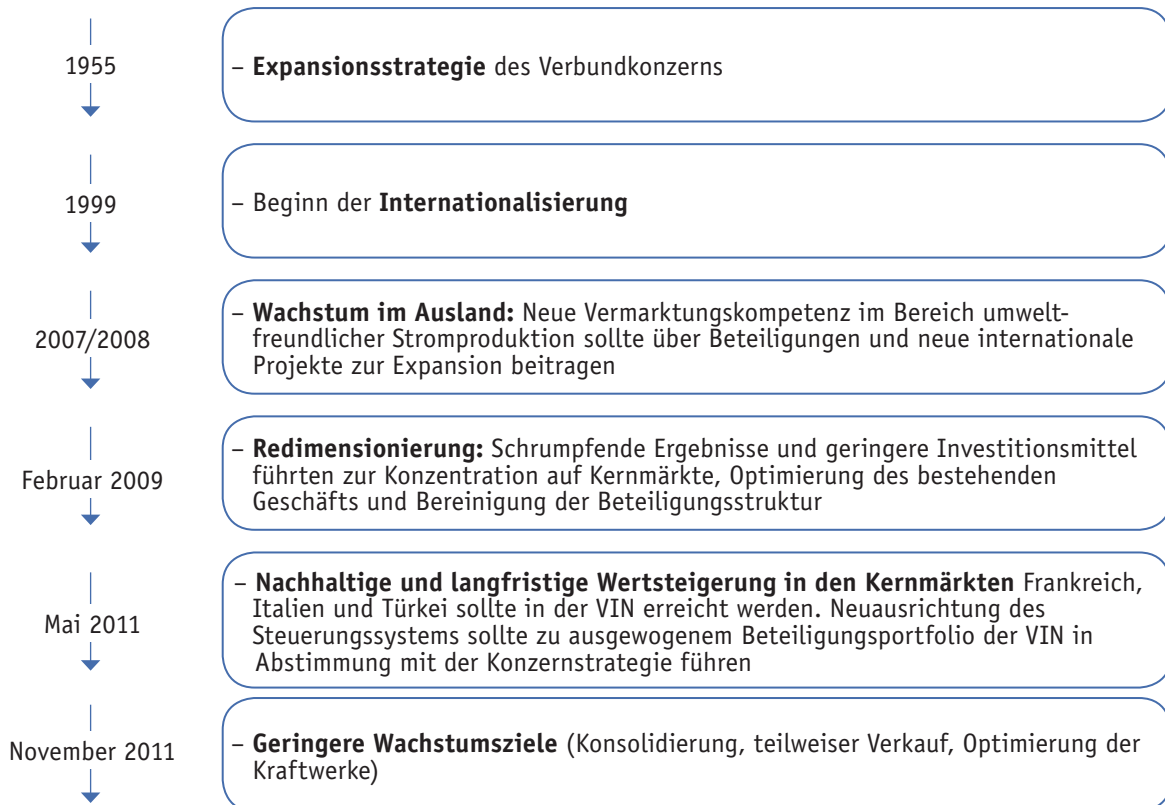 1955
– Expansionsstrategie des Verbundkonzerns
1999
– Beginn der Internationalisierung
2007/2008
– Wachstum im Ausland: Neue Vermarktungskompetenz im Bereich umwelt-
freundlicher Stromproduktion sollte über Beteiligungen und neue internationale
Projekte zur Expansion beitragen
Februar 2009
– Redimensionierung: Schrumpfende Ergebnisse und geringere Investitionsmittel
führten zur Konzentration auf Kernmärkte, Optimierung des bestehenden
Geschäfts und Bereinigung der Beteiligungsstruktur
Mai 2011
– Nachhaltige und langfristige Wertsteigerung in den Kernmärkten Frankreich,
Italien und Türkei sollte in der VIN erreicht werden. Neuausrichtung des
Steuerungssystems sollte zu ausgewogenem Beteiligungsportfolio der VIN in
Abstimmung mit der Konzernstrategie führen
November 2011
– Geringere Wachstumsziele (Konsolidierung, teilweiser Verkauf, Optimierung der
Kraftwerke)